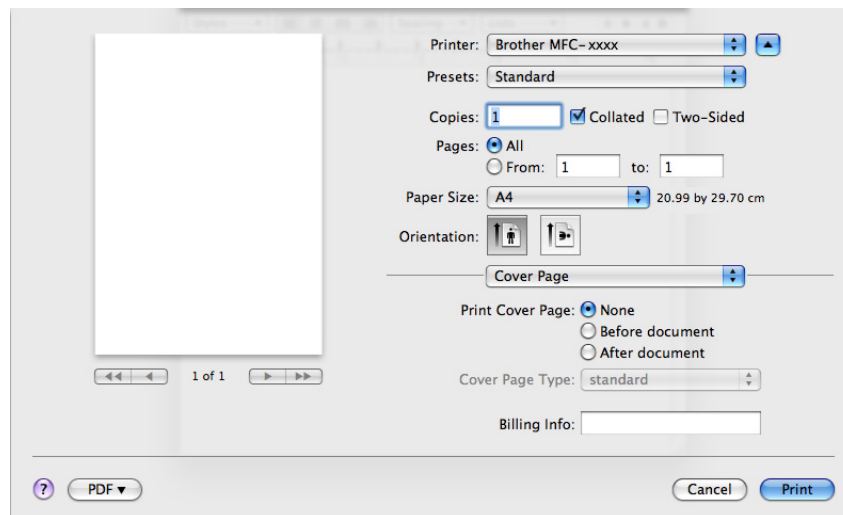 Printer: Brother MFC-xxxx
Presets: Standard
Copies: 1 Collated Two-Sided
Pages: All
From: 1 to: 1
Paper Size: A4 20.99 by 29.70 cm
Orientation:
Cover Page
Print Cover Page: None
Before document
After document
1 of 1
Cover Page Type: standard
Billing Info:
? PDF Cancel Print